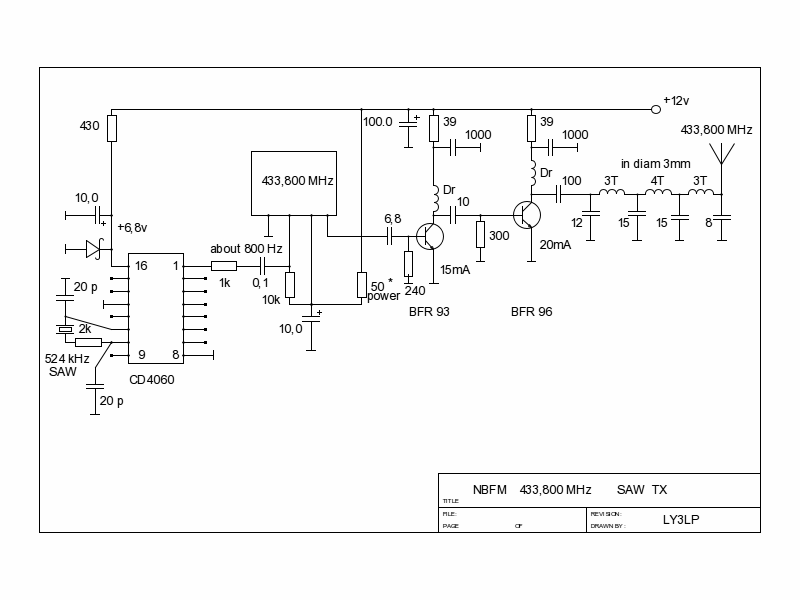 +12v
430
100.0
+
39
1000
39
1000
433,800 MHz
in diam 3mm
433,800 MHz
Dr
Dr
100
3T
4T
3T
10,0
+
+6,8v
6,8
10
12
15
15
8
300
20mA
about 800 Hz
16
1
1k
0,1
10k
50 *
power
240
15mA
20 p
+
10,0
BFR 93
BFR 96
2k
524 kHz
SAW
9
8
CD4060
20 p
NBFM 433,800 MHz SAW TX
TITLE
FILE:
REVISION:
LY3LP
PAGE OF
DRAWN BY :